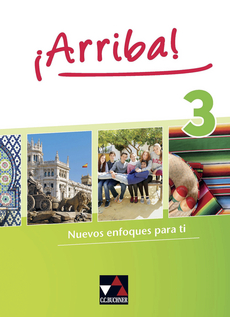 ¡Arriba!
3
Nuevos enfoques para ti
C.C.BUCHNER